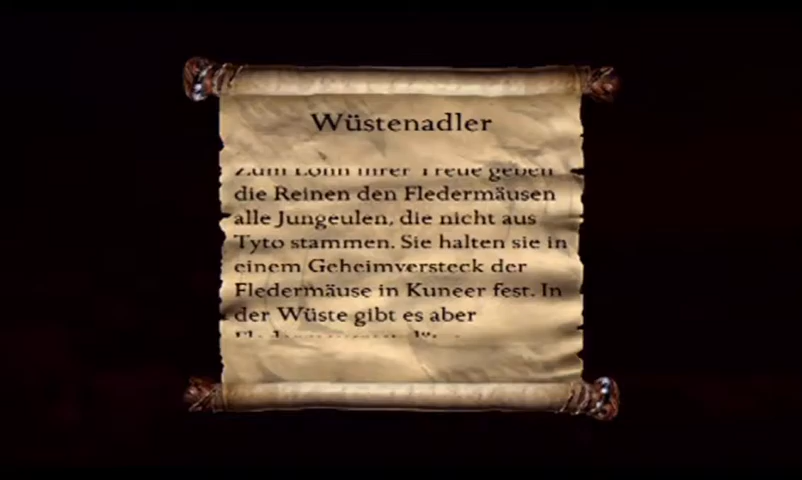 Wüstenadler
Zum Lohn ihrer Treue geben
die Reinen den Fledermäusen
alle Jungeulen, die nicht aus
Tyto stammen. Sie halten sie in
einem Geheimversteck der
Fledermäuse in Kuneer fest. In
der Wüste gibt es aber